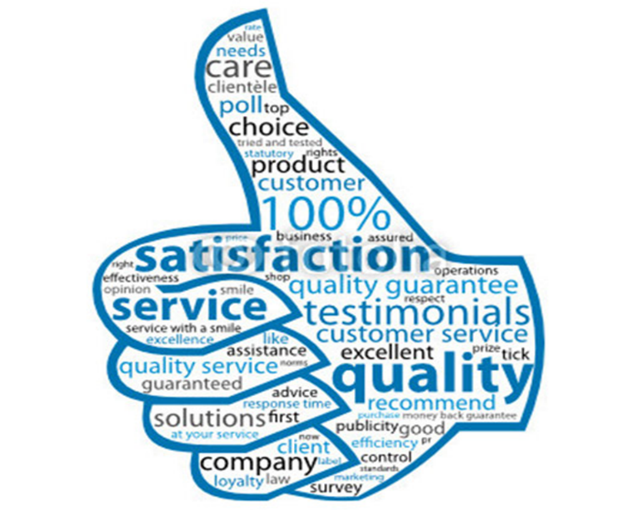 rate
value
needs
care
clientèle
poll top
choice
tried and tested
statutory rights
product
customer
100%
price business assured
satisfaction
right operations
effectiveness shop quality guarantee
opinion smile respect
service testimonials
service with a smile customer service
excellence like
assistance excellent prize tick
quality service norms quality
guaranteed
advice recommend
response time purchase money back guarantee
solutions first publicity good
at your service now efficiency pr
client control
company label standards
loyalty law marketing
survey